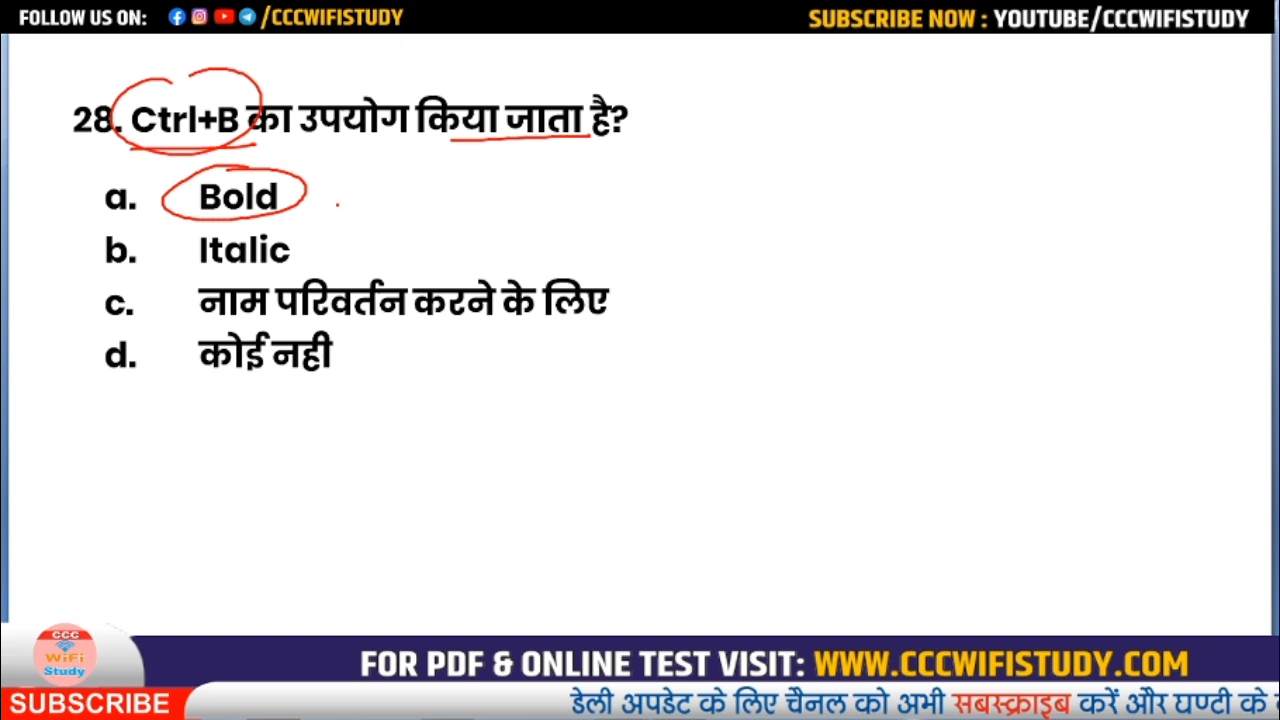 FOLLOW US ON: /CCCWIFISTUDY
SUBSCRIBE NOW : YOUTUBE/CCCWIFISTUDY
28. Ctrl+B का उपयोग किया जाता है?
a. Bold
b. Italic
c. नाम परिवर्तन करने के लिए
d. कोई नही
CCC
WiFi
Study
FOR PDF & ONLINE TEST VISIT: WWW.CCCWIFISTUDY.COM
SUBSCRIBE
डेली अपडेट के लिए चैनल को अभी सबस्क्राइब करें और घण्टी के